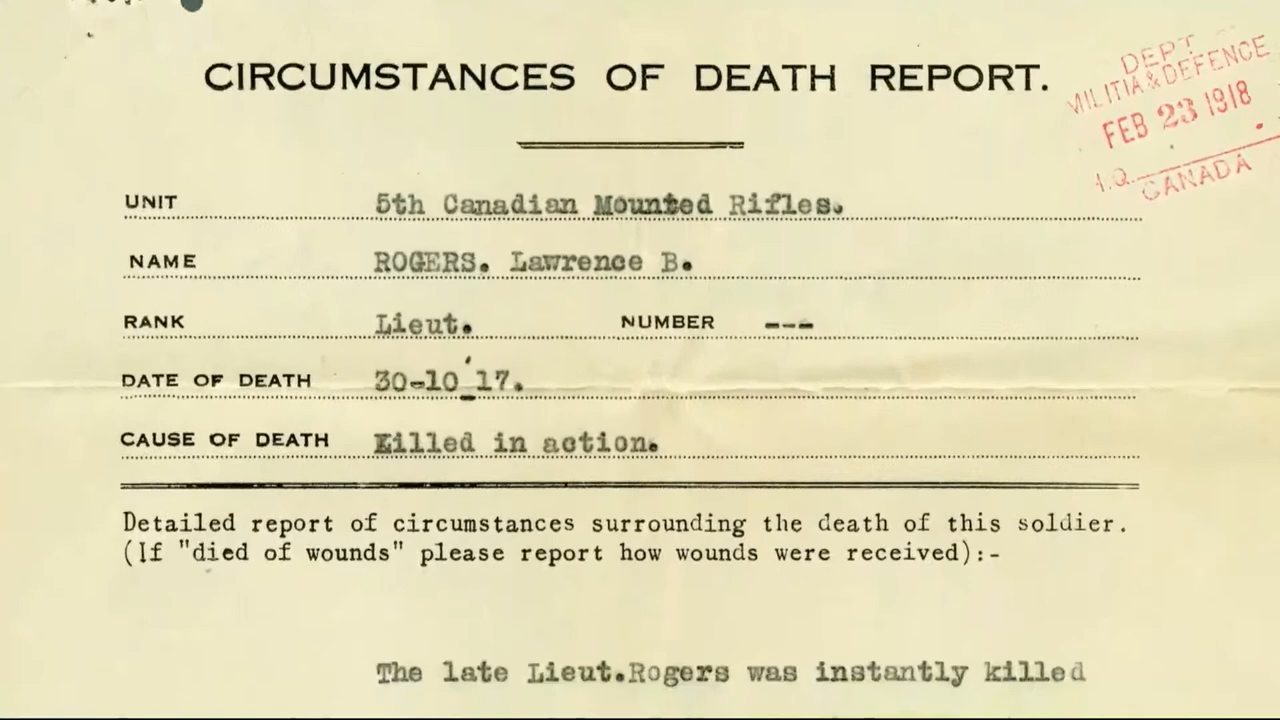 CIRCUMSTANCES OF DEATH REPORT.
DEPT
MILITIA & DEFENCE
FEB 23 1918
H.Q.
CANADA
UNIT 5th Canadian Mounted Rifles.
NAME ROGERS. Lawrence B.
RANK Lieut. NUMBER ---
DATE OF DEATH 30-10_17.
CAUSE OF DEATH Killed in action.
Detailed report of circumstances surrounding the death of this soldier.
(If "died of wounds" please report how wounds were received):-
The late Lieut.Rogers was instantly killed